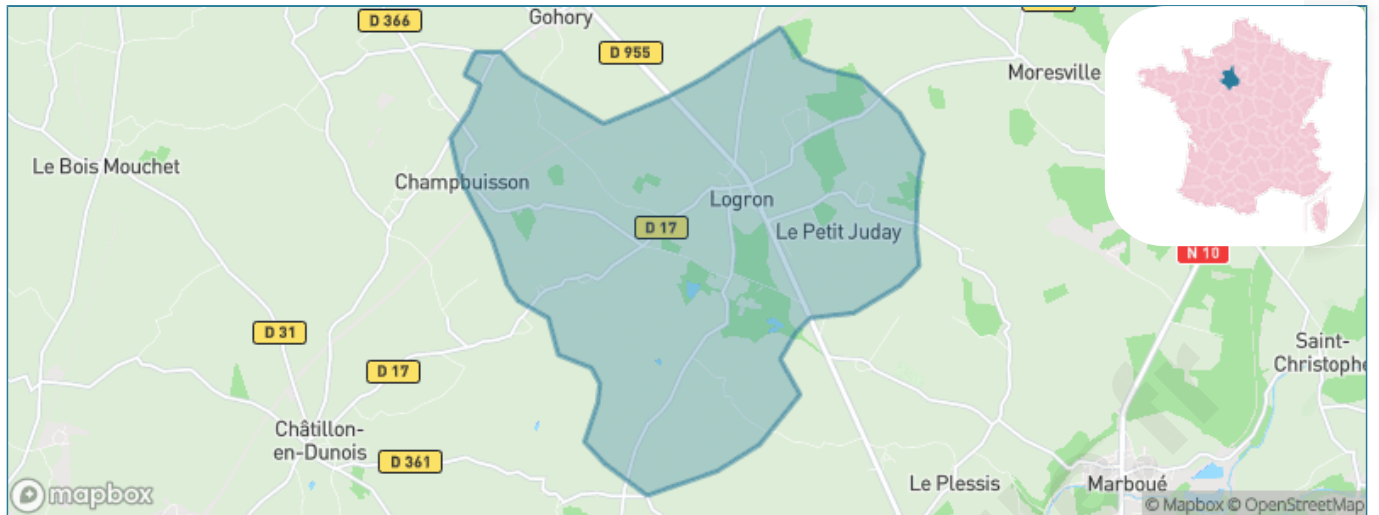 D 366
Gohory
D 955
Moresville
Le Bois Mouchet
Champbuisson
Logron
D 17
Le Petit Juday
N 10
D 31
D 17
Saint-
Christophe
Châtillon-
en-Dunois
D 361
Le Plessis
Marboué
mapbox
© Mapbox © OpenStreetMap